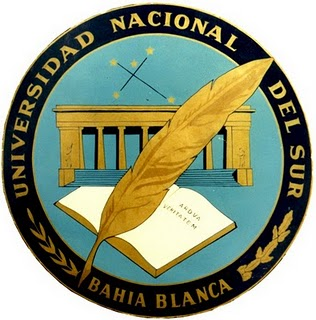 UNIVERSIDAD NACIONAL DEL SUR
ARDUA
VERITATEM
BAHIA BLANCA